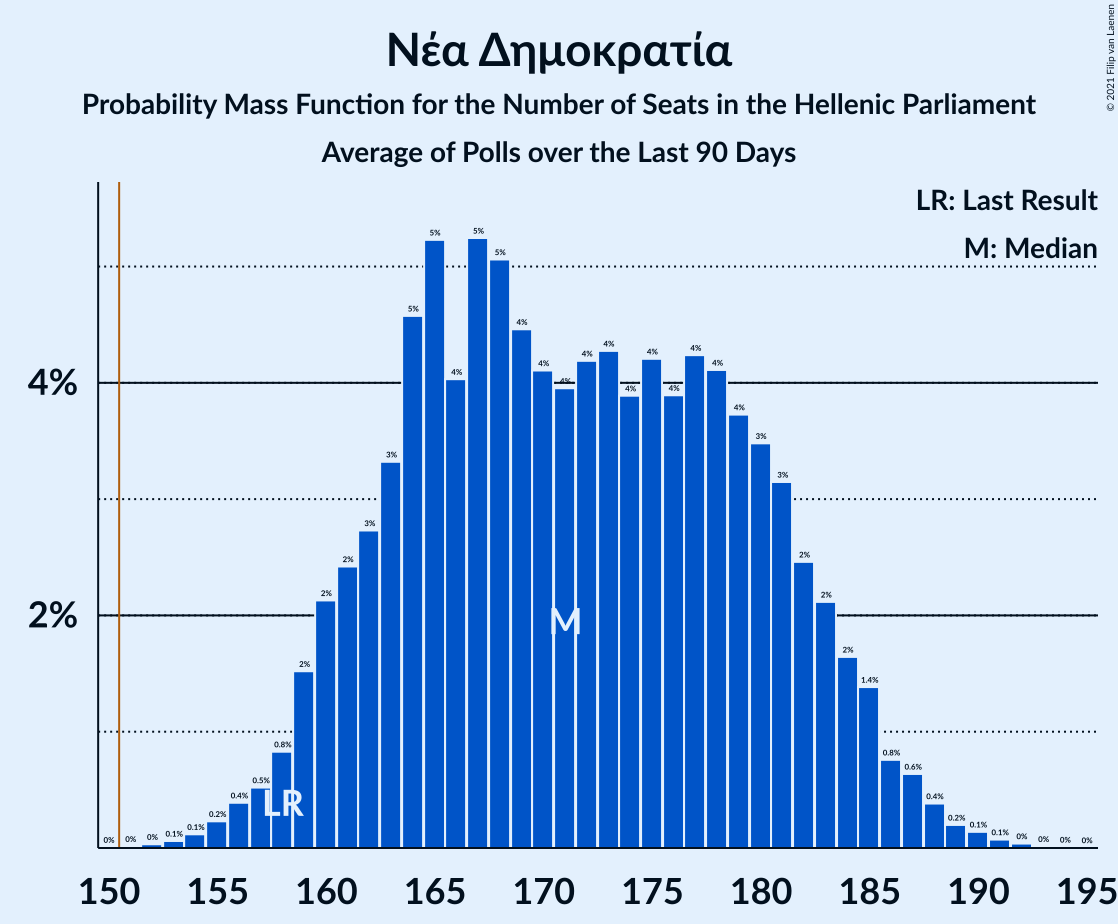 Νέα Δημοκρατία
Probability Mass Function for the Number of Seats in the Hellenic Parliament
Average of Polls over the Last 90 Days
© 2021 Filip van Laenen
LR: Last Result
M: Median
4%
2%
0% 0% 0% 0.1% 0.1% 0.2% 0.4% 0.5% 0.8% 2% 2% 2% 3% 3% 5% 5% 4% 5% 5% 4% 4% 4% 4% 4% 4% 4% 4% 4% 4% 4% 3% 3% 2% 2% 2% 1.4% 0.8% 0.6% 0.4% 0.2% 0.1% 0.1% 0% 0% 0% 0%
M
LR
150 155 160 165 170 175 180 185 190 195